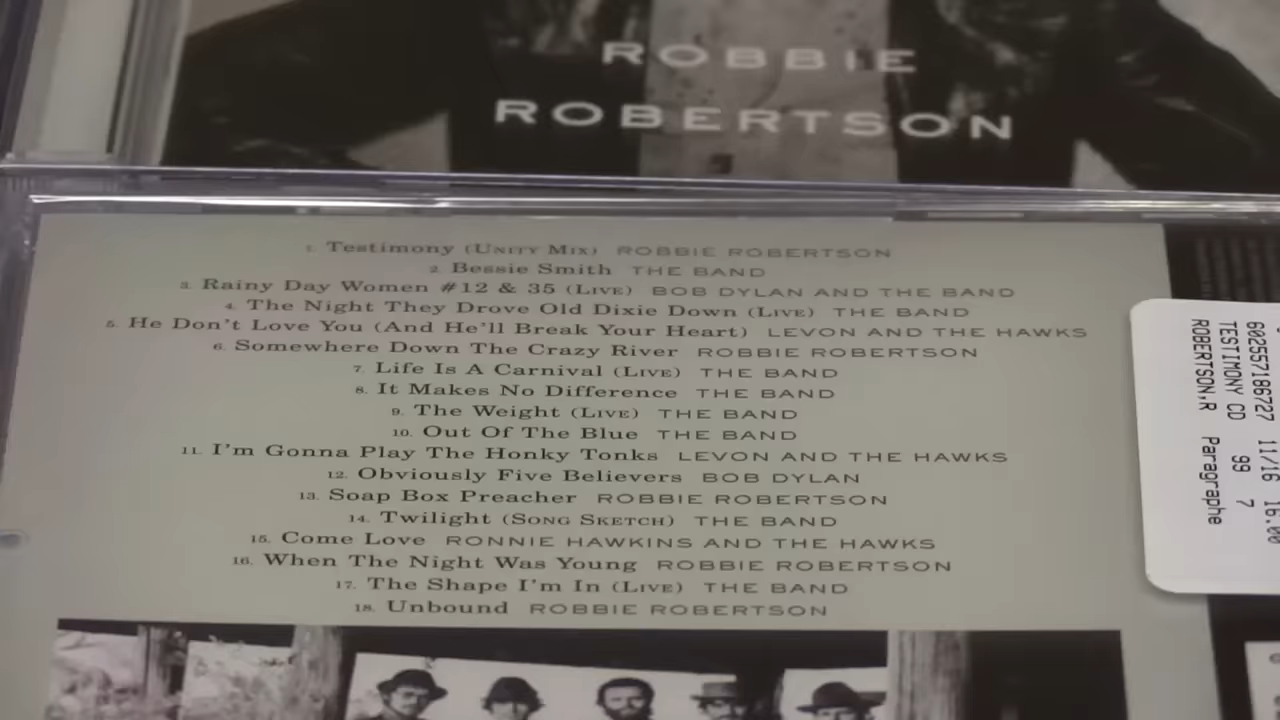 ROBBIE
ROBERTSON
1. Testimony (Unity Mix) ROBBIE ROBERTSON
2. Bessie Smith THE BAND
3. Rainy Day Women #12 & 35 (Live) BOB DYLAN AND THE BAND
4. The Night They Drove Old Dixie Down (Live) THE BAND
5. He Don't Love You (And He'll Break Your Heart) LEVON AND THE HAWKS
6. Somewhere Down The Crazy River ROBBIE ROBERTSON
7. Life Is A Carnival (Live) THE BAND
8. It Makes No Difference THE BAND
9. The Weight (Live) THE BAND
10. Out Of The Blue THE BAND
11. I'm Gonna Play The Honky Tonks LEVON AND THE HAWKS
12. Obviously Five Believers BOB DYLAN
13. Soap Box Preacher ROBBIE ROBERTSON
14. Twilight (Song Sketch) THE BAND
15. Come Love RONNIE HAWKINS AND THE HAWKS
16. When The Night Was Young ROBBIE ROBERTSON
17. The Shape I'm In (Live) THE BAND
18. Unbound ROBBIE ROBERTSON
602557186727 11/16 16.00
TESTIMONY CD 99 7
ROBERTSON,R Paragraphe